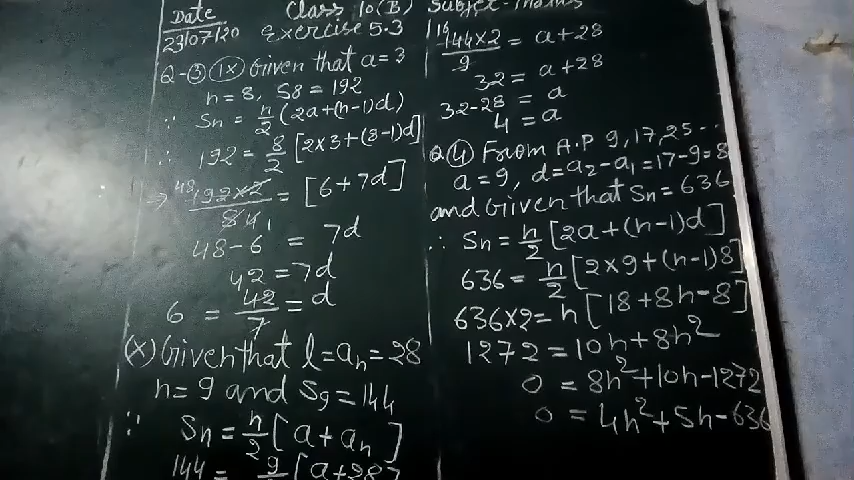 Date Class 10(B) Subject-Maths
23/07/20 exercise 5.3
Q-③(ix) Given that a=3
n=8, S8=192
∵ Sn = n/2 (2a+(n-1)d)
∴ 192 = 8/2 [2×3+(8-1)d]
⇒ 48 192×2/8 4 1 = [6+7d]
48-6 = 7d
42 = 7d
6 = 42/7 = d
(x) Given that l=an=28
n=9 and S9=144
∵ Sn = n/2 [a+an]
144 = 9/ [a+28]
16 144×2/9 = a+28
32 = a+28
32-28 = a
4 = a
Q.④ From A.P 9,17,25...
a=9, d=a2-a1=17-9=8
and Given that Sn=636
∴ Sn = n/2 [2a+(n-1)d]
636 = n/2 [2×9+(n-1)8]
636×2 = n[18+8n-8]
1272 = 10n+8n²
0 = 8n²+10n-1272
0 = 4n²+5n-636